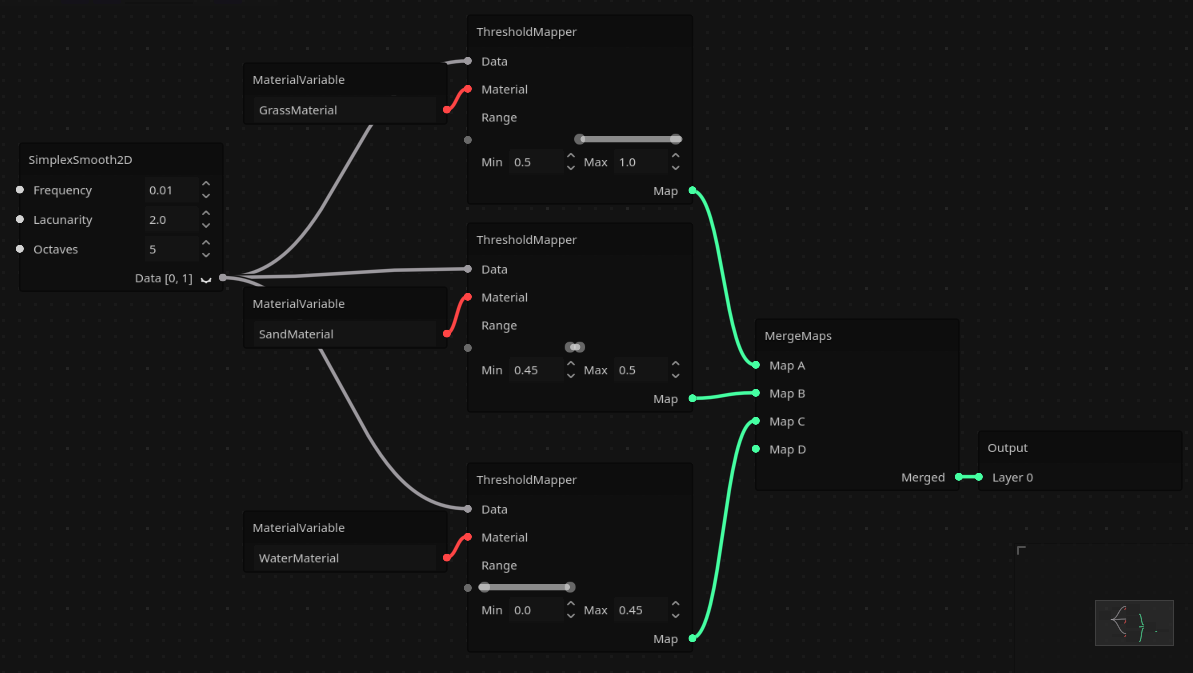 SimplexSmooth2D
Frequency 0.01
Lacunarity 2.0
Octaves 5
Data [0, 1]
MaterialVariable
GrassMaterial
MaterialVariable
SandMaterial
MaterialVariable
WaterMaterial
ThresholdMapper
Data
Material
Range
Min 0.5 Max 1.0
Map
ThresholdMapper
Data
Material
Range
Min 0.45 Max 0.5
Map
ThresholdMapper
Data
Material
Range
Min 0.0 Max 0.45
Map
MergeMaps
Map A
Map B
Map C
Map D
Merged
Output
Layer 0